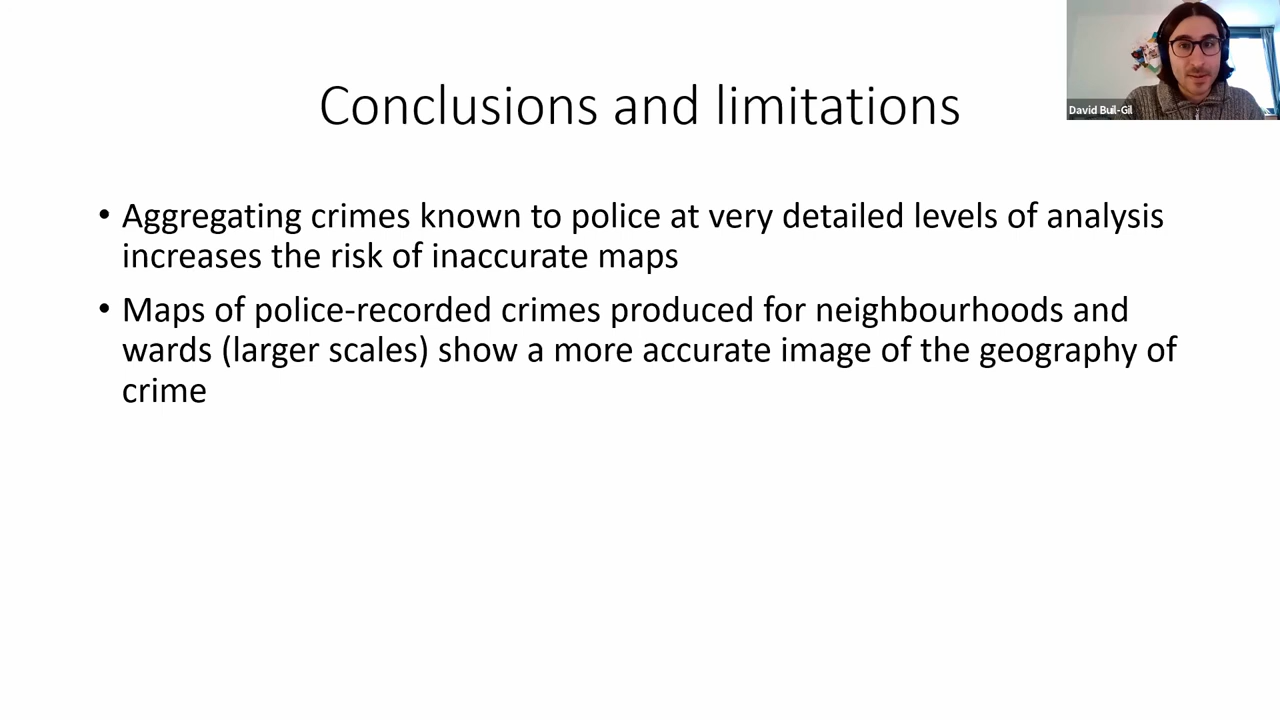 Conclusions and limitations
David Buil-Gil
• Aggregating crimes known to police at very detailed levels of analysis
increases the risk of inaccurate maps
• Maps of police-recorded crimes produced for neighbourhoods and
wards (larger scales) show a more accurate image of the geography of
crime